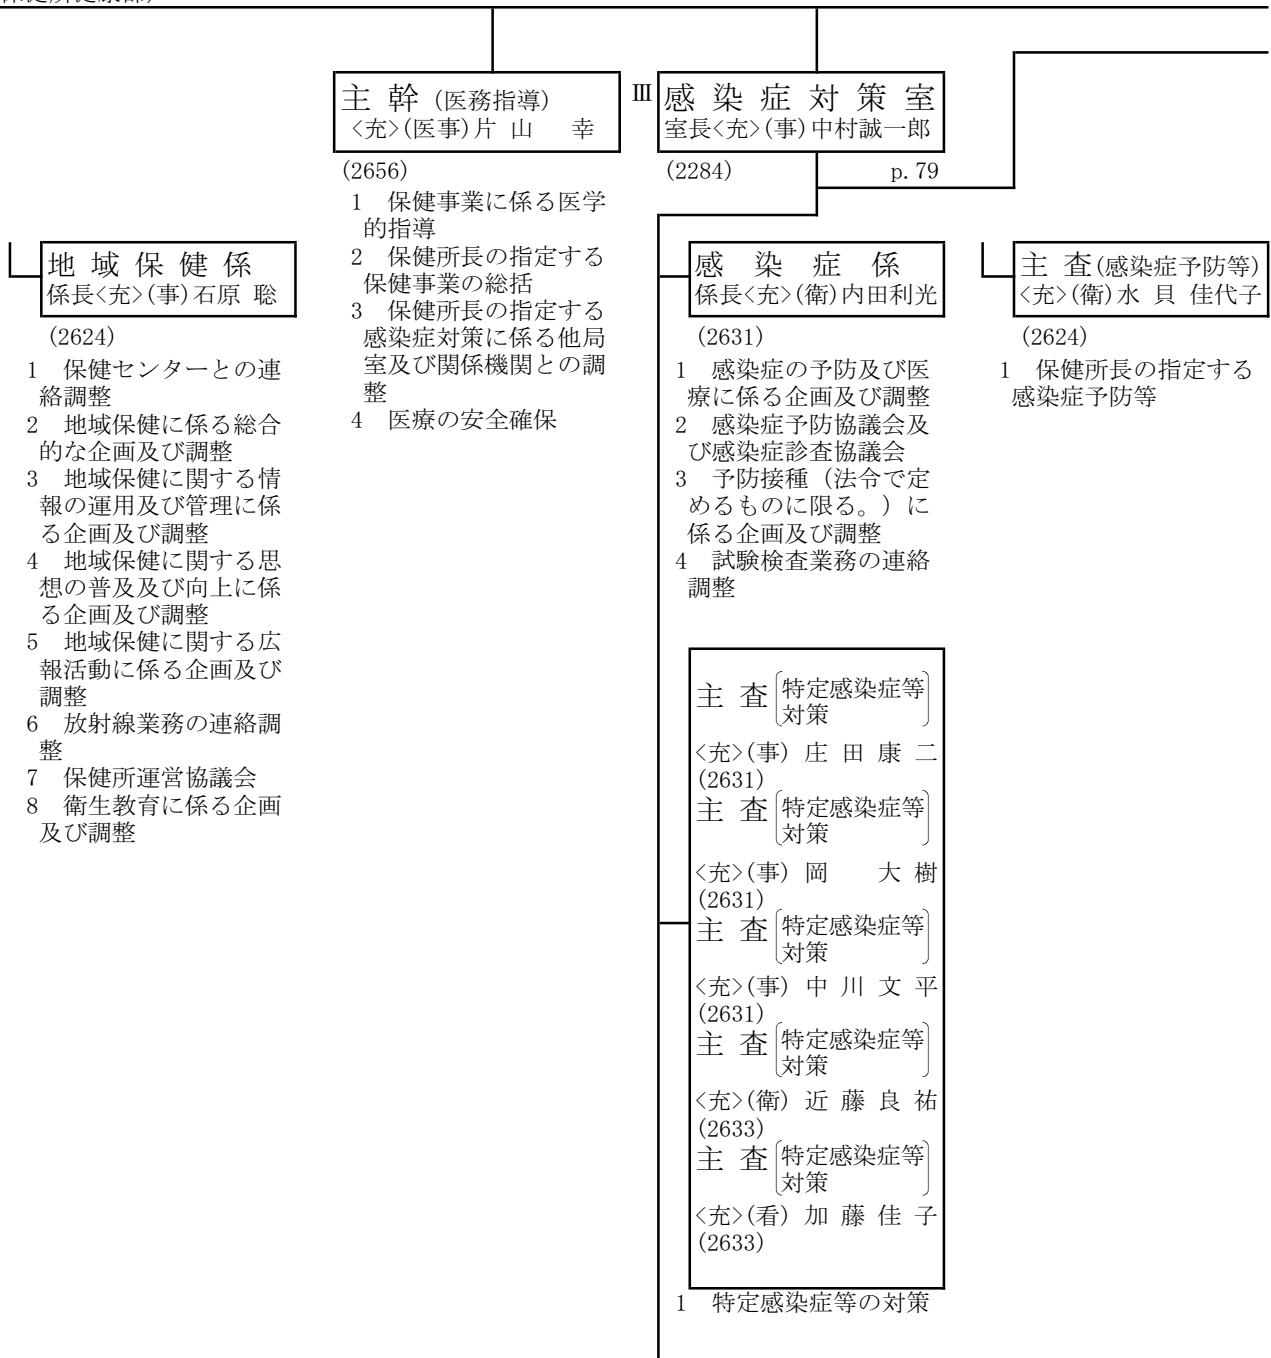 主 幹 (医務指導)
<充>(医事)片 山　幸
(2656)
1　保健事業に係る医学
的指導
2　保健所長の指定する
保健事業の総括
3　保健所長の指定する
感染症対策に係る他局
室及び関係機関との調
整
4　医療の安全確保
Ⅲ 感 染 症 対 策 室
室長<充>(事)中村誠一郎
(2284)　p.79
地 域 保 健 係
係長<充>(事)石原 聡
(2624)
1　保健センターとの連
絡調整
2　地域保健に係る総合
的な企画及び調整
3　地域保健に関する情
報の運用及び管理に係
る企画及び調整
4　地域保健に関する思
想の普及及び向上に係
る企画及び調整
5　地域保健に関する広
報活動に係る企画及び
調整
6　放射線業務の連絡調
整
7　保健所運営協議会
8　衛生教育に係る企画
及び調整
感 染 症 係
係長<充>(衛)内田利光
(2631)
1　感染症の予防及び医
療に係る企画及び調整
2　感染症予防協議会及
び感染症診査協議会
3　予防接種（法令で定
めるものに限る。）に
係る企画及び調整
4　試験検査業務の連絡
調整
主 査 特定感染症等
対策
<充>(事) 庄 田 康 二
(2631)
主 査 特定感染症等
対策
<充>(事) 岡　大 樹
(2631)
主 査 特定感染症等
対策
<充>(事) 中 川 文 平
(2631)
主 査 特定感染症等
対策
<充>(衛) 近 藤 良 祐
(2633)
主 査 特定感染症等
対策
<充>(看) 加 藤 佳 子
(2633)
1　特定感染症等の対策
主 査(感染症予防等)
<充>(衛)水 貝 佳代子
(2624)
1　保健所長の指定する
感染症予防等